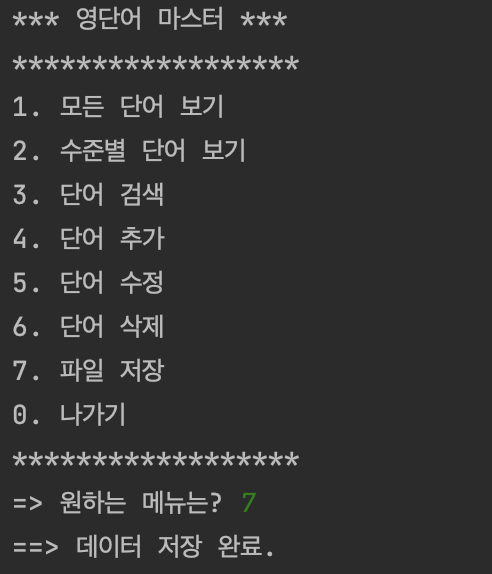 *** 영단어 마스터 ***
******************
1. 모든 단어 보기
2. 수준별 단어 보기
3. 단어 검색
4. 단어 추가
5. 단어 수정
6. 단어 삭제
7. 파일 저장
0. 나가기
******************
=> 원하는 메뉴는? 7
==> 데이터 저장 완료.